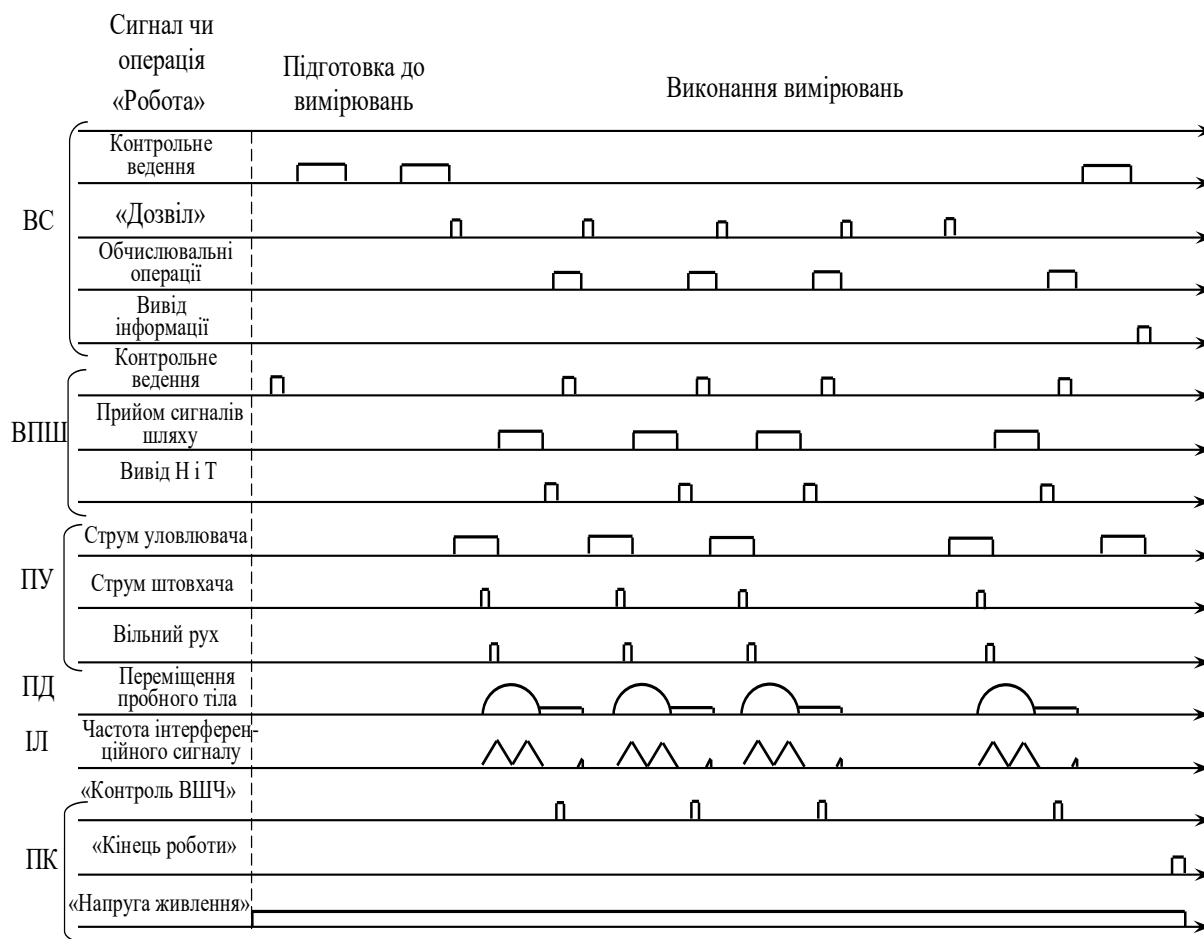 Сигнал чи
операція
«Робота»
Підготовка до
вимірювань
Виконання вимірювань
ВС
Контрольне
ведення
«Дозвіл»
Обчислювальні
операції
Вивід
інформації
ВПШ
Контрольне
ведення
Прийом сигналів
шляху
Вивід Н і Т
ПУ
Струм уловлювача
Струм штовхача
Вільний рух
ПД
Переміщення
пробного тіла
ІЛ
Частота інтерферен-
ційного сигналу
ПК
«Контроль ВШЧ»
«Кінець роботи»
«Напруга живлення»